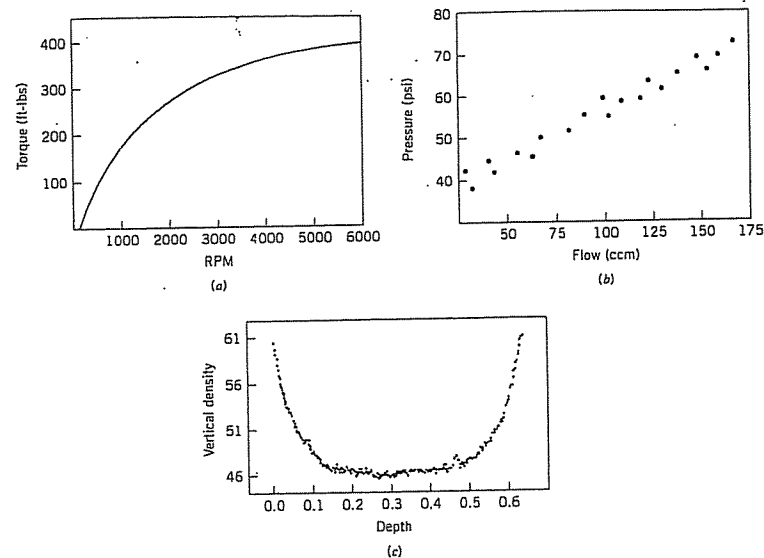 400
300
200
100
Torque (ft-lbs)
1000 2000 3000 4000 5000 6000
RPM
(a)
80
70
60
50
40
Pressure (psi)
50 75 100 125 150 175
Flow (ccm)
(b)
61
56
51
46
Vertical density
0.0 0.1 0.2 0.3 0.4 0.5 0.6
Depth
(c)